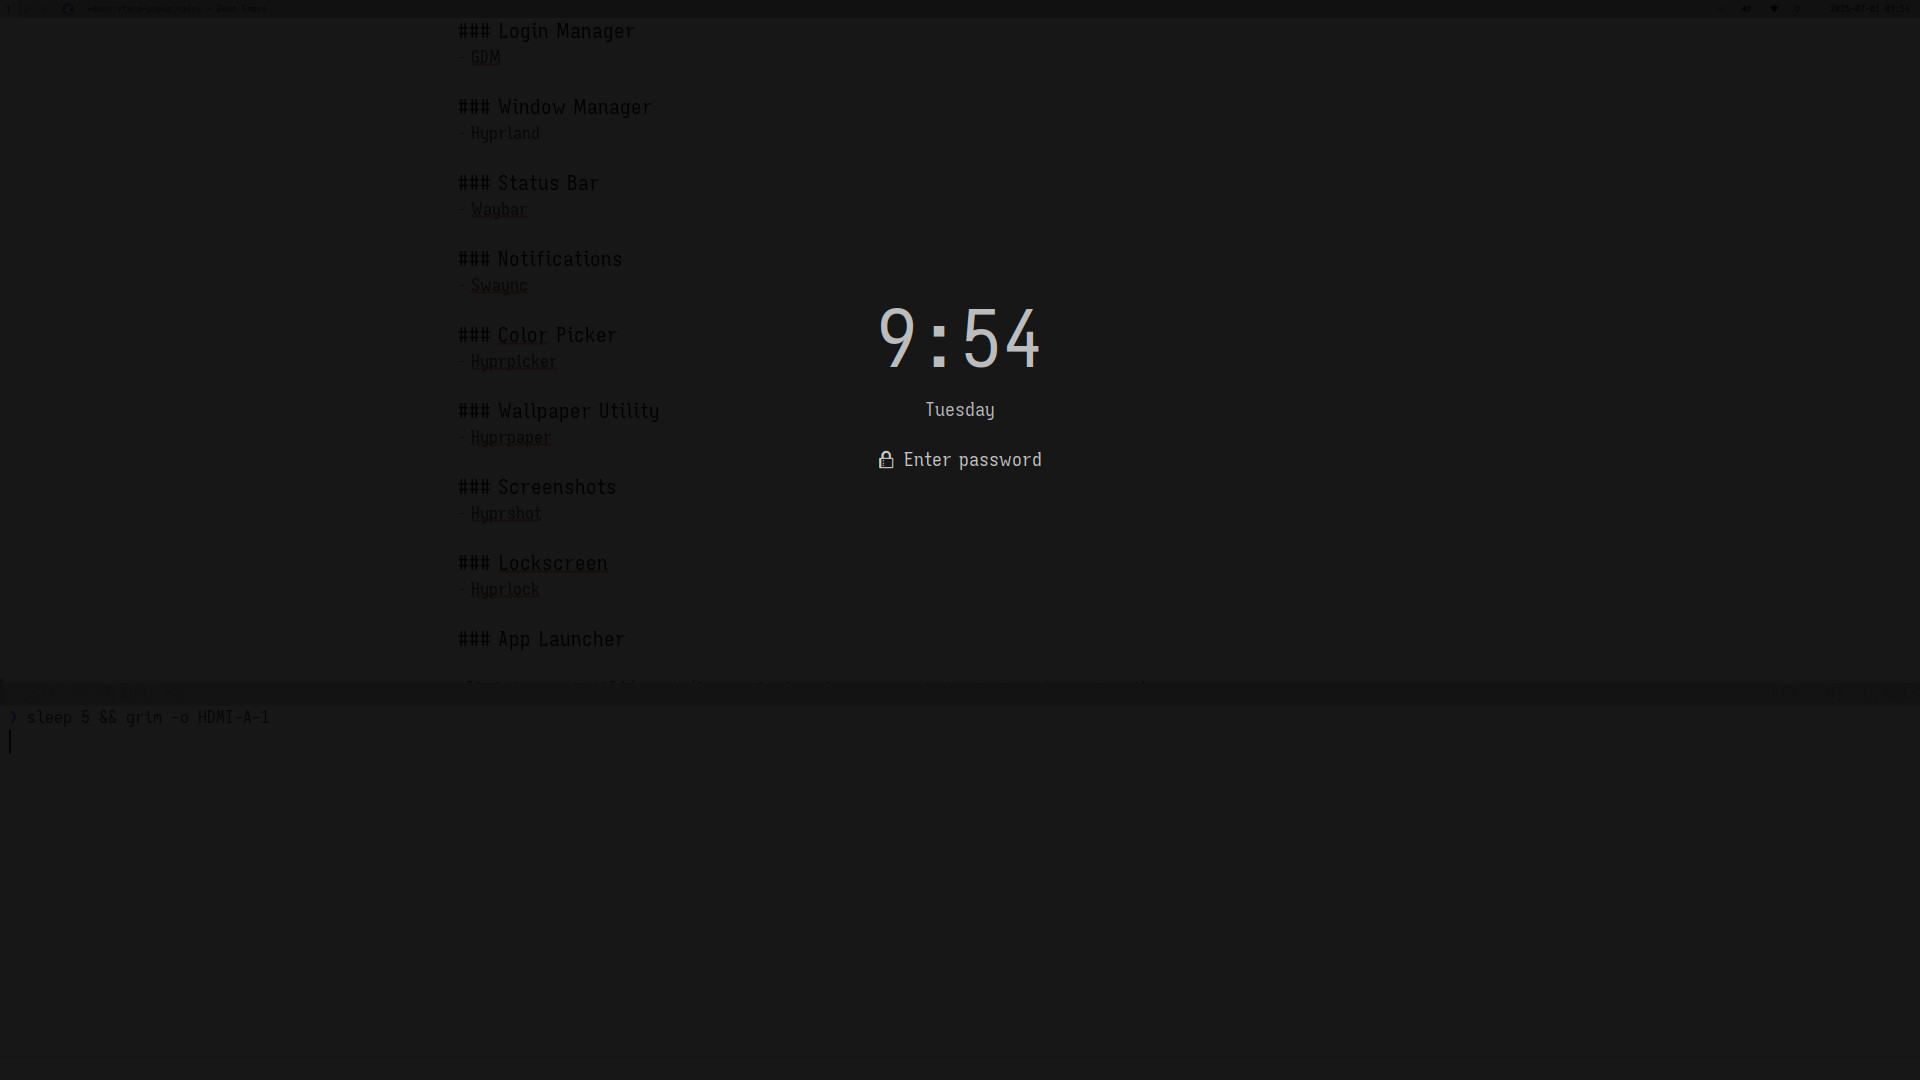 ### Login Manager
- GDM
### Window Manager
- Hyprland
### Status Bar
- Waybar
### Notifications
- Swaync
### Color Picker
- Hyprpicker
### Wallpaper Utility
- Hyprpaper
### Screenshots
- Hyprshot
### Lockscreen
- Hyprlock
### App Launcher
9:54
Tuesday
Enter password
❯ sleep 5 && grim -o HDMI-A-1